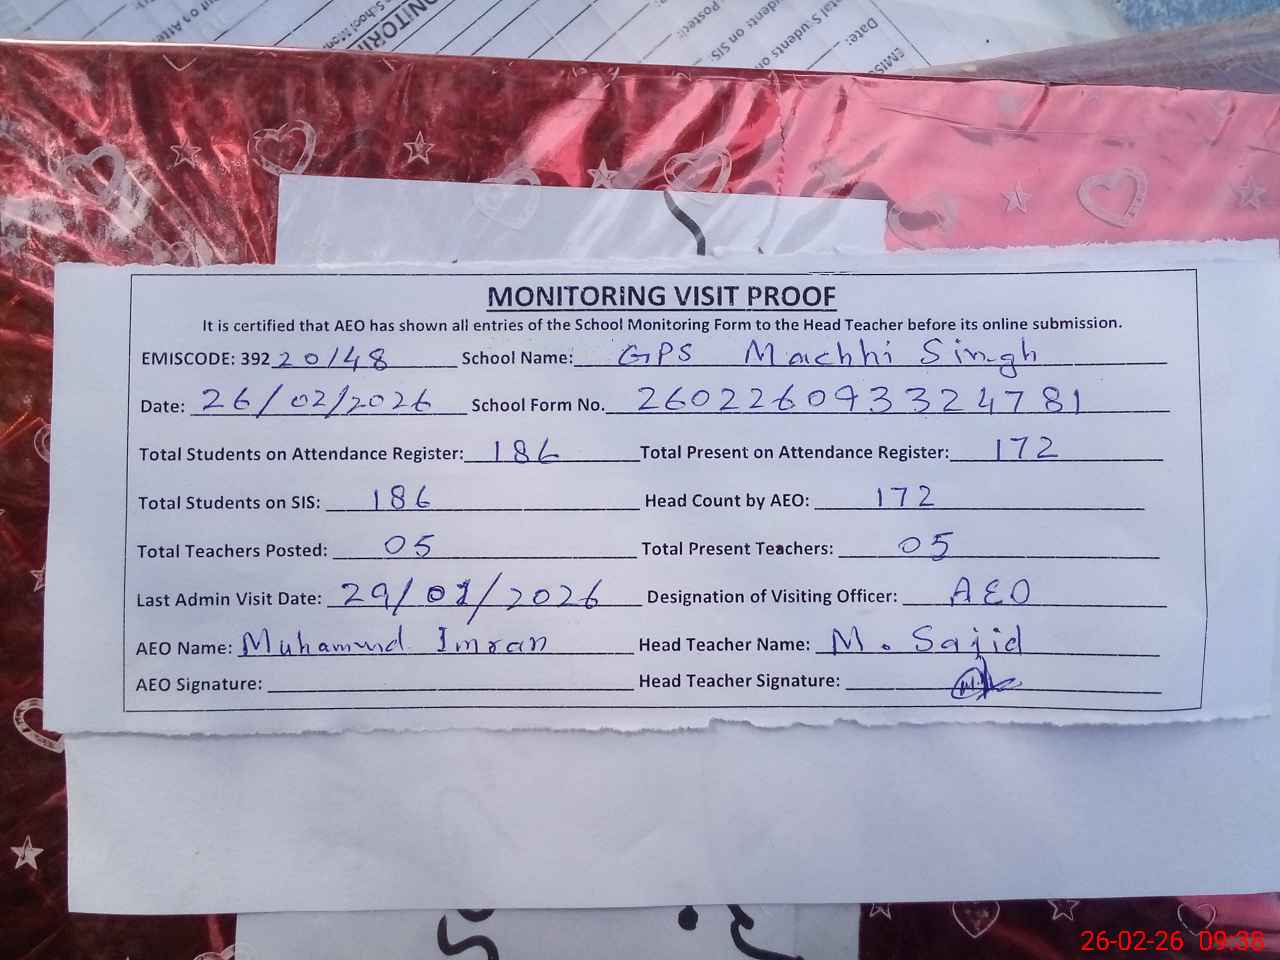 MONITORING VISIT PROOF
It is certified that AEO has shown all entries of the School Monitoring Form to the Head Teacher before its online submission.
EMISCODE: 392 20148 School Name: GPS Machhi Singh
Date: 26/02/2026 School Form No. 260226093324781
Total Students on Attendance Register: 186 Total Present on Attendance Register: 172
Total Students on SIS: 186 Head Count by AEO: 172
Total Teachers Posted: 05 Total Present Teachers: 05
Last Admin Visit Date: 29/01/2026 Designation of Visiting Officer: AEO
AEO Name: Muhammd Imran Head Teacher Name: M. Sajid
AEO Signature: Head Teacher Signature:
26-02-26 09:38